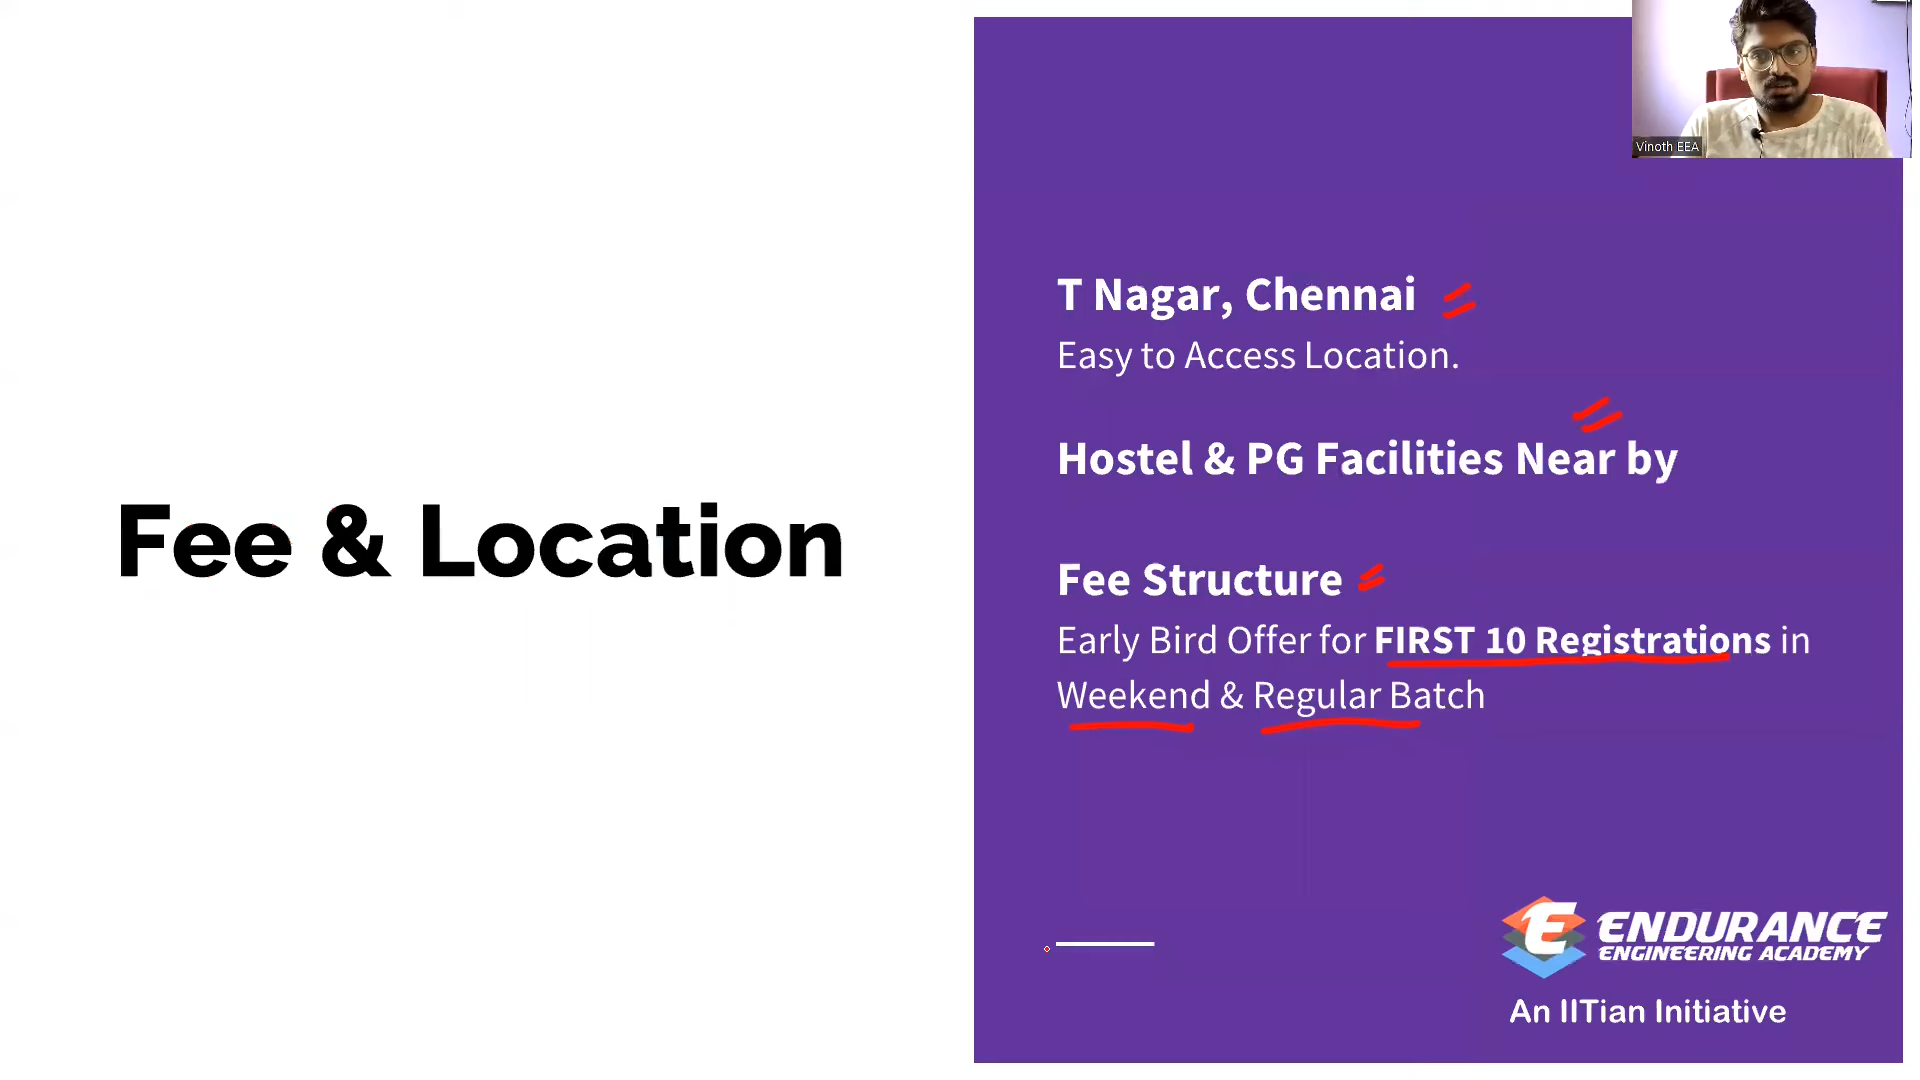 Vinoth EEA
Fee & Location
T Nagar, Chennai
Easy to Access Location.
Hostel & PG Facilities Near by
Fee Structure
Early Bird Offer for FIRST 10 Registrations in
Weekend & Regular Batch
E ENDURANCE
ENGINEERING ACADEMY
An IITian Initiative